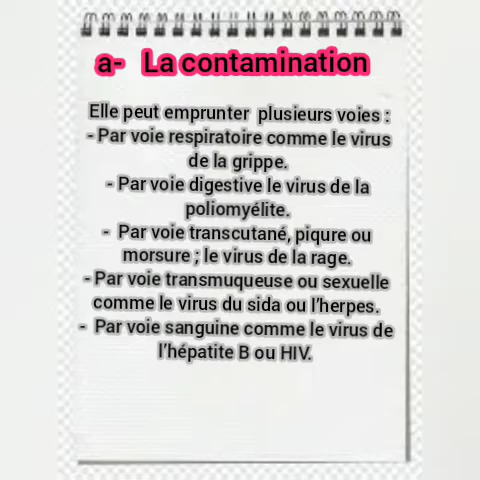 a- La contamination
Elle peut emprunter plusieurs voies :
- Par voie respiratoire comme le virus
de la grippe.
- Par voie digestive le virus de la
poliomyélite.
- Par voie transcutané, piqure ou
morsure ; le virus de la rage.
- Par voie transmuqueuse ou sexuelle
comme le virus du sida ou l'herpes.
- Par voie sanguine comme le virus de
l'hépatite B ou HIV.